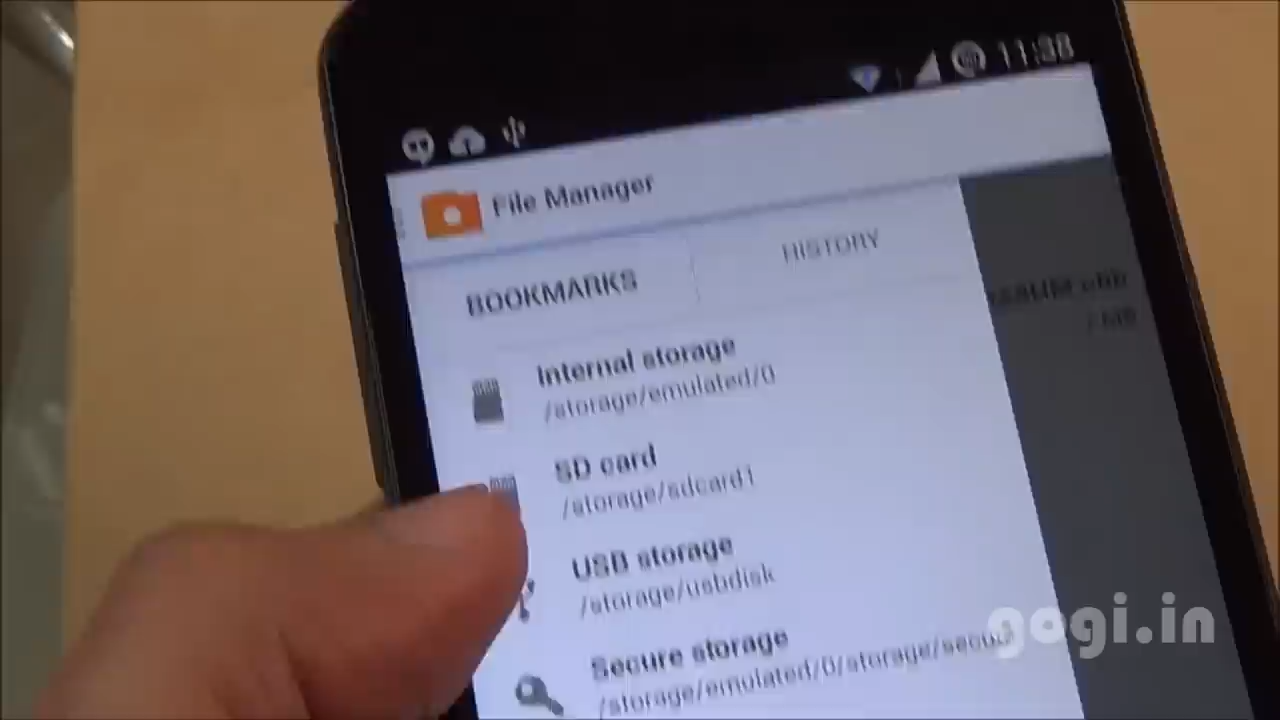 11:38
File Manager
BOOKMARKS
HISTORY
Internal storage
/storage/emulated/0
SD card
/storage/sdcard1
USB storage
/storage/usbdisk
Secure storage
/storage/emulated/0/storage/secure
gogi.in